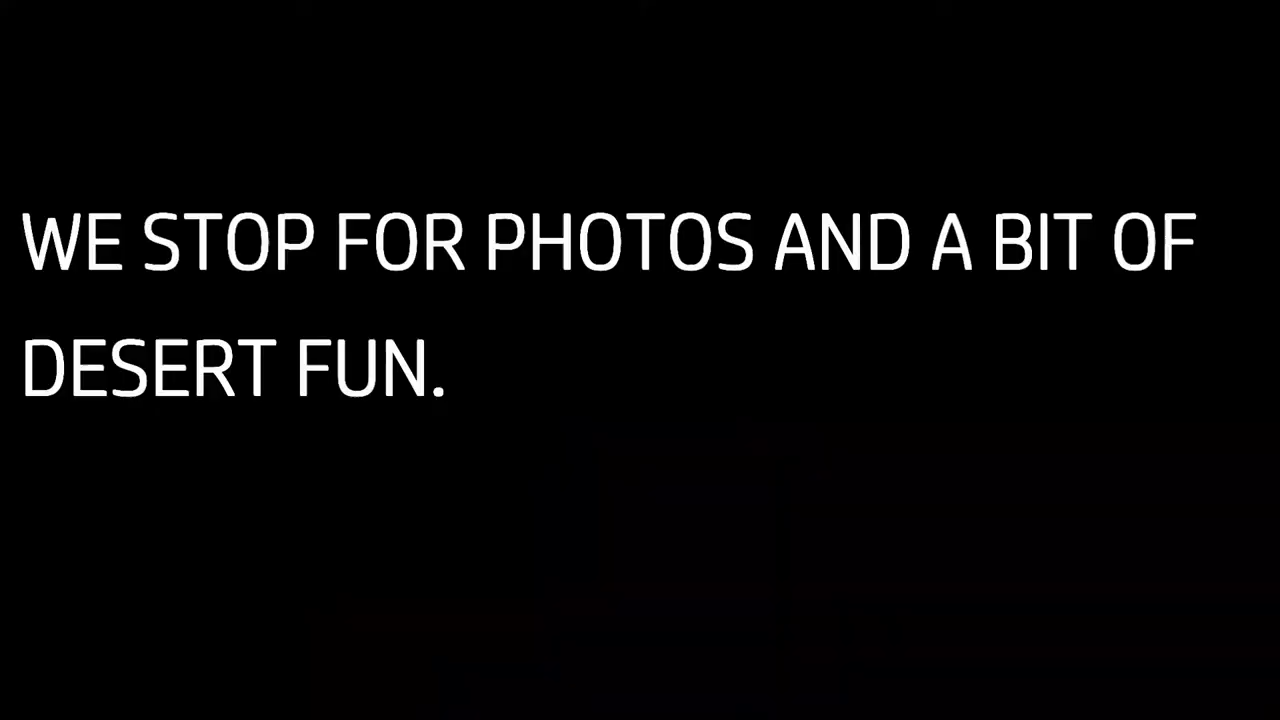 WE STOP FOR PHOTOS AND A BIT OF
DESERT FUN.